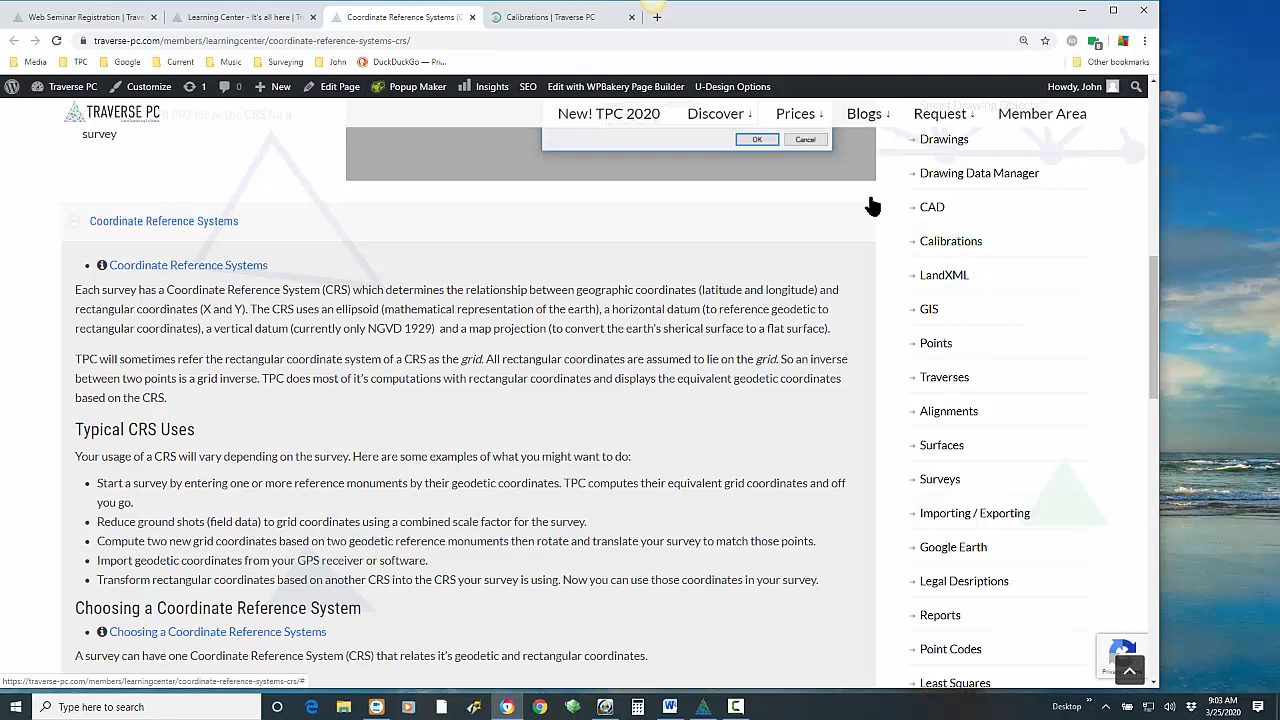 Web Seminar Registration | Trave
Learning Center - It's all here | Tr
Coordinate Reference Systems (C
Calibrations | Traverse PC
traverse-pc.com/members/learningcenter/coordinate-reference-systems-crs/
Media TPC Google Current Music Surveying John DuckDuckGo — Pri... Other bookmarks
Traverse PC Customize 1 0 New Edit Page Popup Maker Insights SEO Edit with WPBakery Page Builder U-Design Options Howdy, John
TRAVERSE PC
New! TPC 2020 Discover ↓ Prices ↓ Blogs ↓ Request ↓ Member Area
survey
OK Cancel
Coordinate Reference Systems
Coordinate Reference Systems
Each survey has a Coordinate Reference System (CRS) which determines the relationship between geographic coordinates (latitude and longitude) and
rectangular coordinates (X and Y). The CRS uses an ellipsoid (mathematical representation of the earth), a horizontal datum (to reference geodetic to
rectangular coordinates), a vertical datum (currently only NGVD 1929) and a map projection (to convert the earth's sherical surface to a flat surface).
TPC will sometimes refer the rectangular coordinate system of a CRS as the grid. All rectangular coordinates are assumed to lie on the grid. So an inverse
between two points is a grid inverse. TPC does most of it's computations with rectangular coordinates and displays the equivalent geodetic coordinates
based on the CRS.
Typical CRS Uses
Your usage of a CRS will vary depending on the survey. Here are some examples of what you might want to do:
Start a survey by entering one or more reference monuments by their geodetic coordinates. TPC computes their equivalent grid coordinates and off
you go.
Reduce ground shots (field data) to grid coordinates using a combined scale factor for the survey.
Compute two new grid coordinates based on two geodetic reference monuments then rotate and translate your survey to match those points.
Import geodetic coordinates from your GPS receiver or software.
Transform rectangular coordinates based on another CRS into the CRS your survey is using. Now you can use those coordinates in your survey.
Choosing a Coordinate Reference System
Choosing a Coordinate Reference Systems
A survey can have one Coordinate Reference System (CRS) that
geodetic and rectangular coordinates.
Smart Drawing Objects™
Drawings
Drawing Data Manager
CAD
Calibrations
LandXML
GIS
Points
Traverses
Alignments
Surfaces
Surveys
Importing / Exporting
Google Earth
Legal Desriptions
Reports
Point Codes
Least Squares
https://traverse-pc.com/members/learningcenter/coordinate-reference-systems-crs/#
Type here to search
Desktop
9:03 AM
3/25/2020